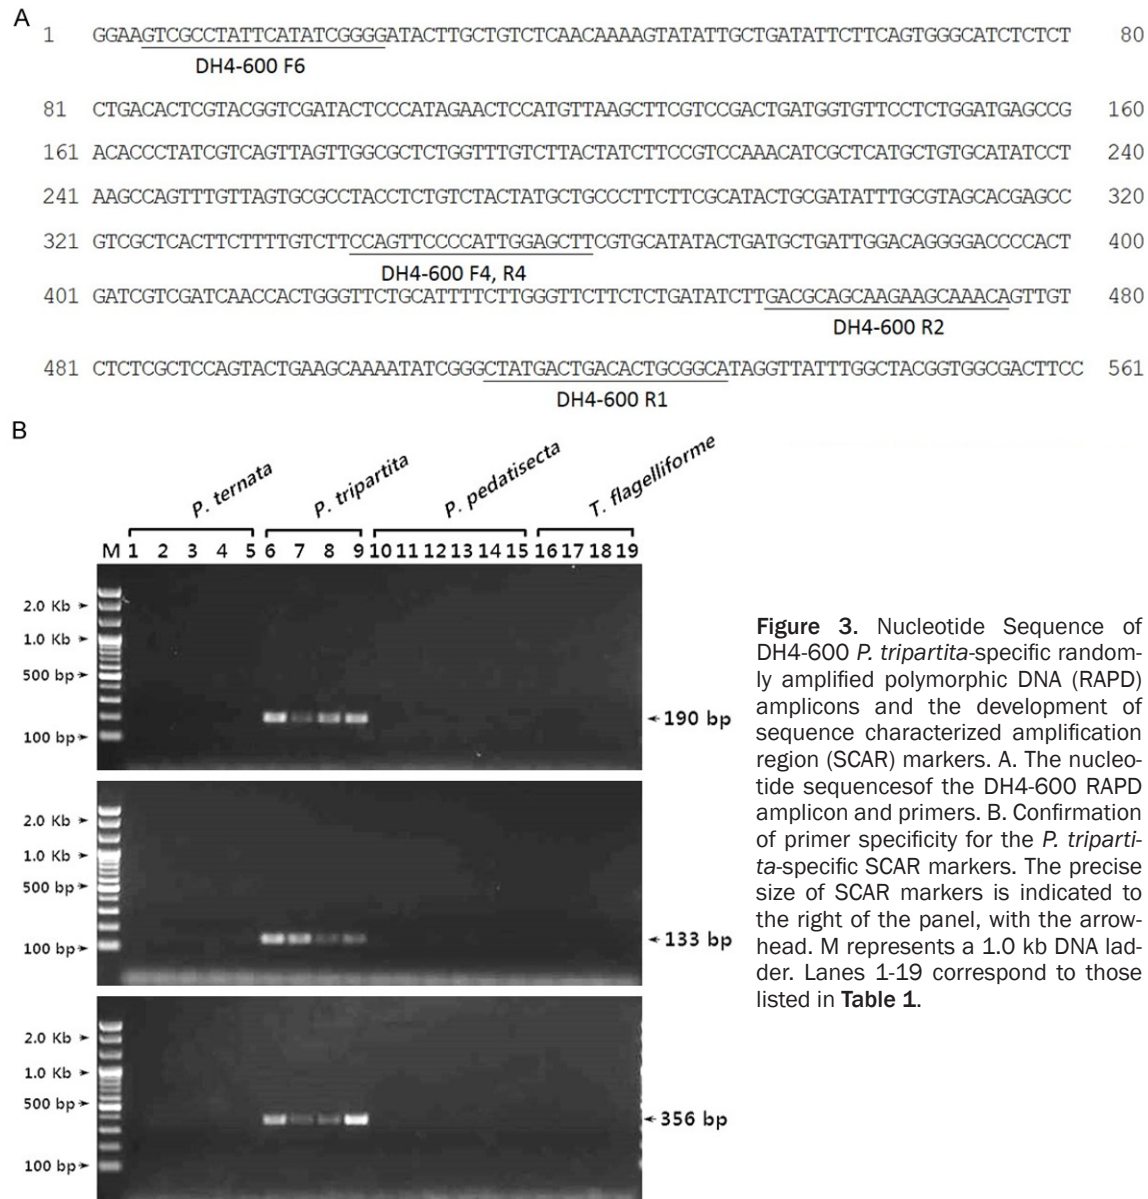 A
1 GGAAGTCGCCTATTCATATCGGGGATACTTGCTGTCTCAACAAAAGTATATTGCTGATATTCTTCAGTGGGCATCTCTCT 80
DH4-600 F6
81 CTGACACTCGTACGGTCGATACTCCCATAGAACTCCATGTTAAGCTTCGTCCGACTGATGGTGTTCCTCTGGATGAGCCG 160
161 ACACCCTATCGTCAGTTAGTTGGCGCTCTGGTTTGTCTTACTATCTTCCGTCCAAACATCGCTCATGCTGTGCATATCCT 240
241 AAGCCAGTTTGTTAGTGCGCCTACCTCTGTCTACTATGCTGCCCTTCTTCGCATACTGCGATATTTGCGTAGCACGAGCC 320
321 GTCGCTCACTTCTTTTGTCTTCCAGTTCCCCATTGGAGCTTCGTGCATATACTGATGCTGATTGGACAGGGGACCCCACT 400
DH4-600 F4, R4
401 GATCGTCGATCAACCACTGGGTTCTGCATTTTCTTGGGTTCTTCTCTGATATCTTGACGCAGCAAGAAGCAAACAGTTGT 480
DH4-600 R2
481 CTCTCGCTCCAGTACTGAAGCAAAATATCGGGCTATGACTGACACTGCGGCATAGGTTATTTGGCTACGGTGGCGACTTCC 561
DH4-600 R1
B
P. ternata P. tripartita P. pedatisecta T. flagelliforme
M 1 2 3 4 5 6 7 8 9 10 11 12 13 14 15 16 17 18 19
2.0 Kb
1.0 Kb
500 bp
190 bp
100 bp
2.0 Kb
1.0 Kb
500 bp
133 bp
100 bp
2.0 Kb
1.0 Kb
500 bp
356 bp
100 bp
Figure 3. Nucleotide Sequence of
DH4-600 P. tripartita-specific random-
ly amplified polymorphic DNA (RAPD)
amplicons and the development of
sequence characterized amplification
region (SCAR) markers. A. The nucleo-
tide sequencesof the DH4-600 RAPD
amplicon and primers. B. Confirmation
of primer specificity for the P. triparti-
ta-specific SCAR markers. The precise
size of SCAR markers is indicated to
the right of the panel, with the arrow-
head. M represents a 1.0 kb DNA lad-
der. Lanes 1-19 correspond to those
listed in Table 1.